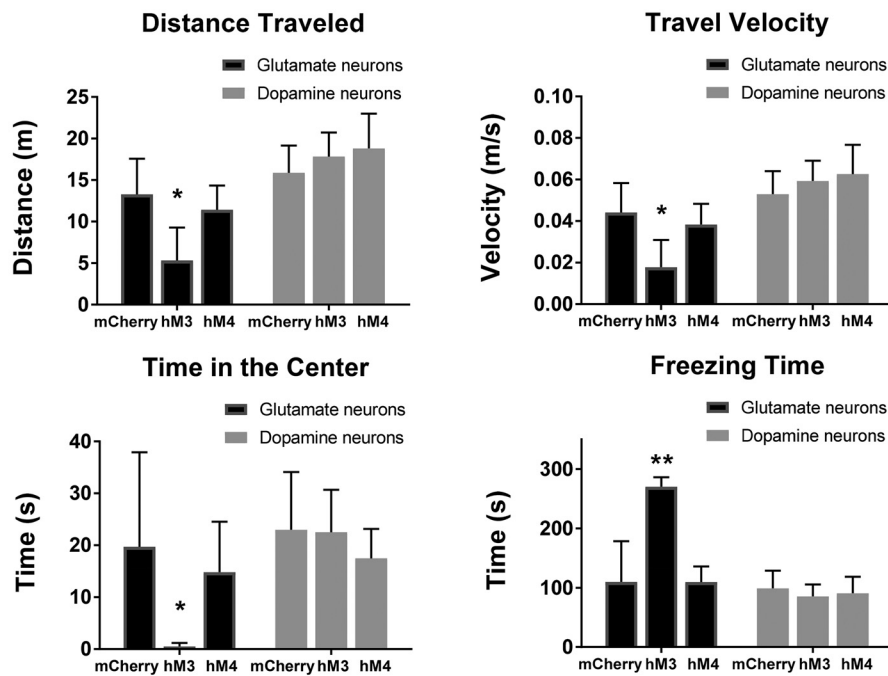 Distance Traveled
Glutamate neurons
Dopamine neurons
Distance (m)
25
20
15
10
5
0
*
mCherry hM3 hM4 mCherry hM3 hM4
Travel Velocity
Glutamate neurons
Dopamine neurons
Velocity (m/s)
0.10
0.08
0.06
0.04
0.02
0.00
*
mCherry hM3 hM4 mCherry hM3 hM4
Time in the Center
Glutamate neurons
Dopamine neurons
Time (s)
40
30
20
10
0
*
mCherry hM3 hM4 mCherry hM3 hM4
Freezing Time
Glutamate neurons
Dopamine neurons
Time (s)
300
200
100
0
**
mCherry hM3 hM4 mCherry hM3 hM4